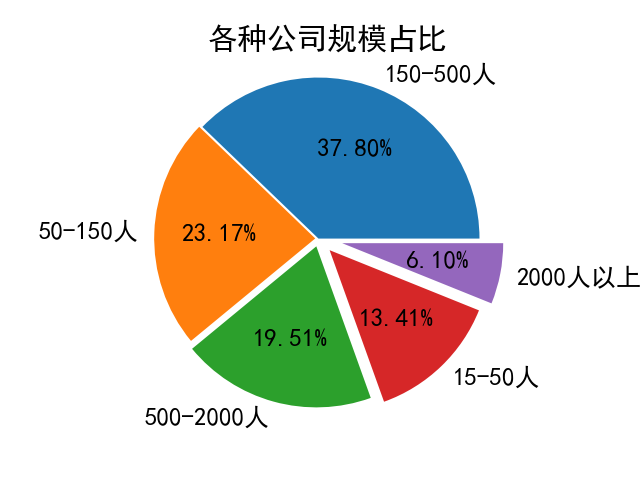 各种公司规模占比
150-500人
37.80%
50-150人
23.17%
6.10%
2000人以上
13.41%
19.51%
15-50人
500-2000人